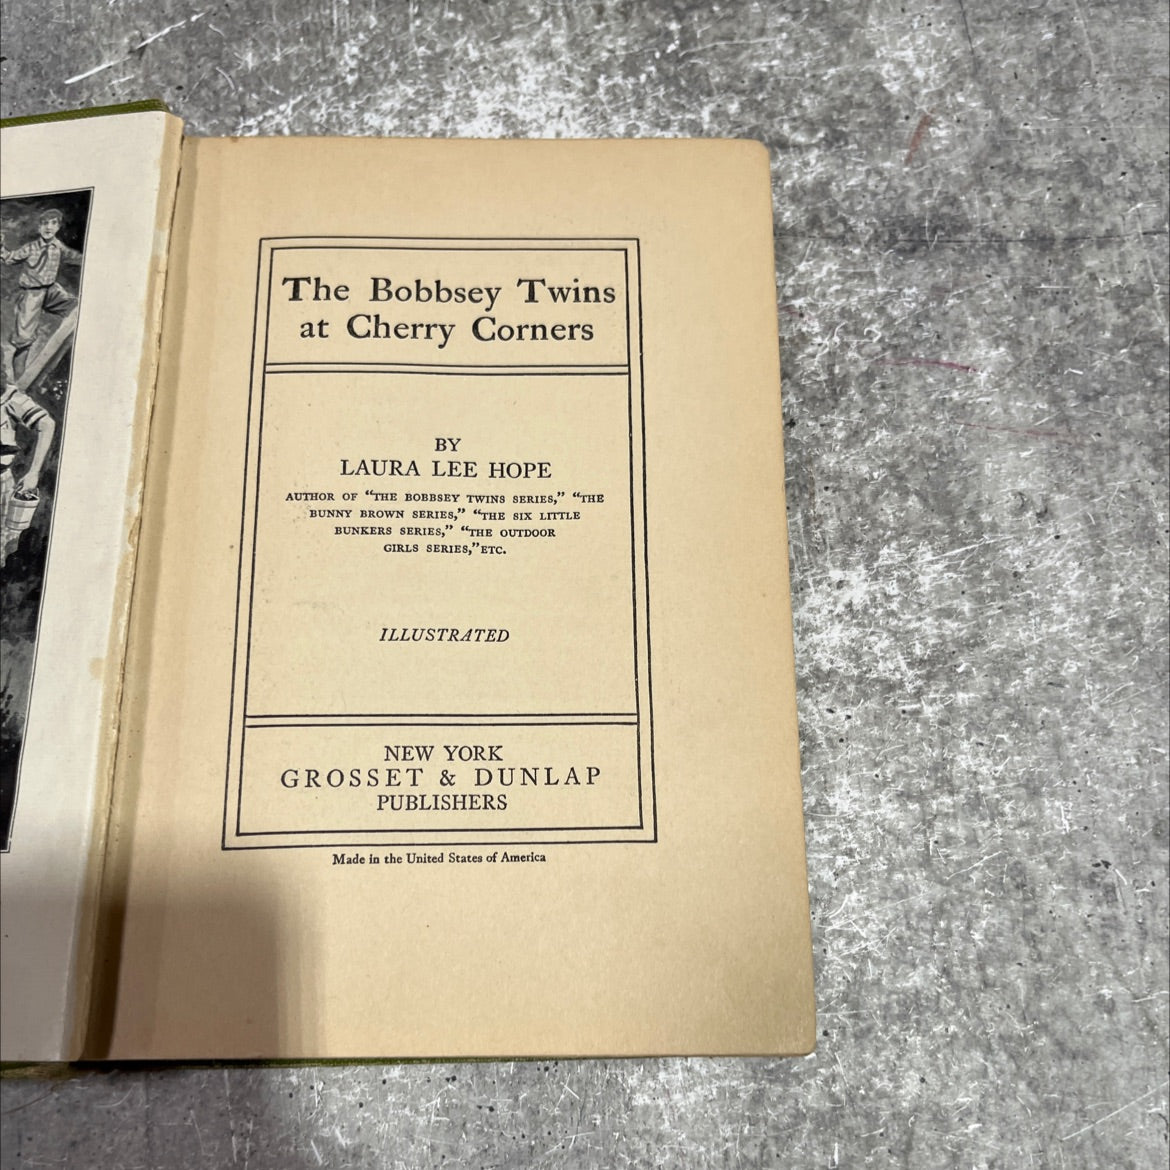 The Bobbsey Twins
at Cherry Corners
BY
LAURA LEE HOPE
AUTHOR OF "THE BOBBSEY TWINS SERIES," "THE
BUNNY BROWN SERIES," "THE SIX LITTLE
BUNKERS SERIES," "THE OUTDOOR
GIRLS SERIES," ETC.
ILLUSTRATED
NEW YORK
GROSSET & DUNLAP
PUBLISHERS
Made in the United States of America